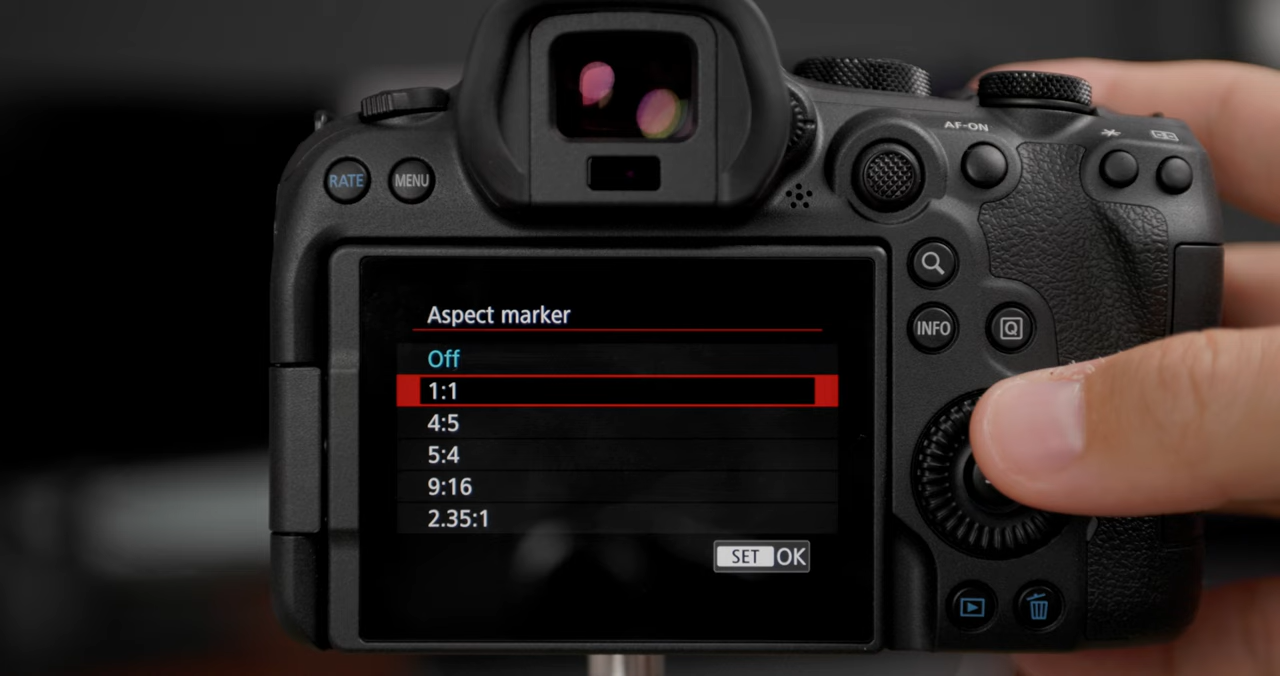 AF-ON
RATE
MENU
INFO
Q
Aspect marker
Off
1:1
4:5
5:4
9:16
2.35:1
SET OK